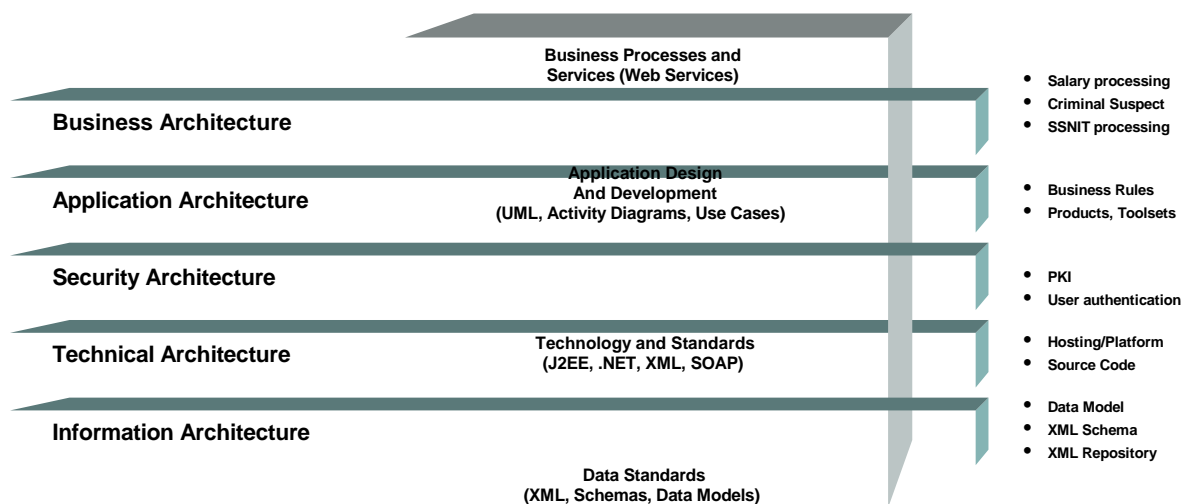 Business Processes and
Services (Web Services)
• Salary processing
• Criminal Suspect
• SSNIT processing
Business Architecture
Application Design
And Development
(UML, Activity Diagrams, Use Cases)
Application Architecture
• Business Rules
• Products, Toolsets
Security Architecture
• PKI
• User authentication
Technical Architecture
Technology and Standards
(J2EE, .NET, XML, SOAP)
• Hosting/Platform
• Source Code
Information Architecture
• Data Model
• XML Schema
• XML Repository
Data Standards
(XML, Schemas, Data Models)